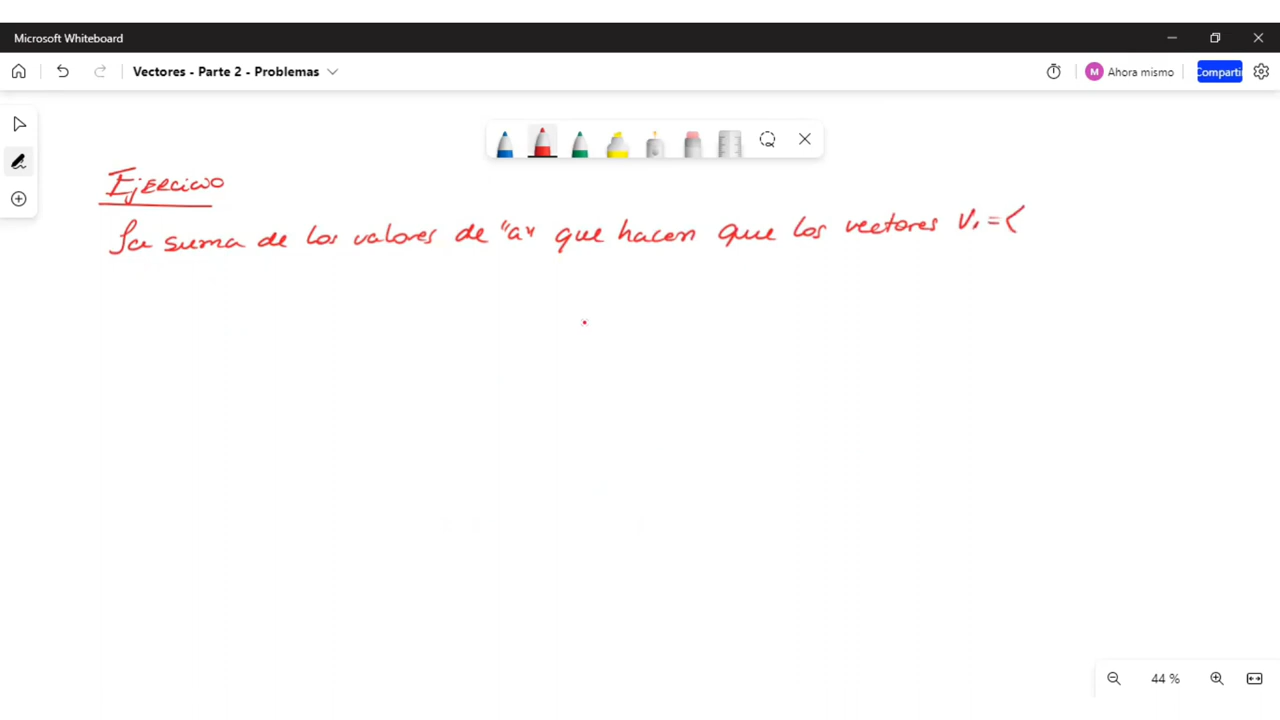 Microsoft Whiteboard
Vectores - Parte 2 - Problemas
M Ahora mismo
Comparti
Ejercicio
La suma de los valores de "a" que hacen que los vectores V₁=<
44 %